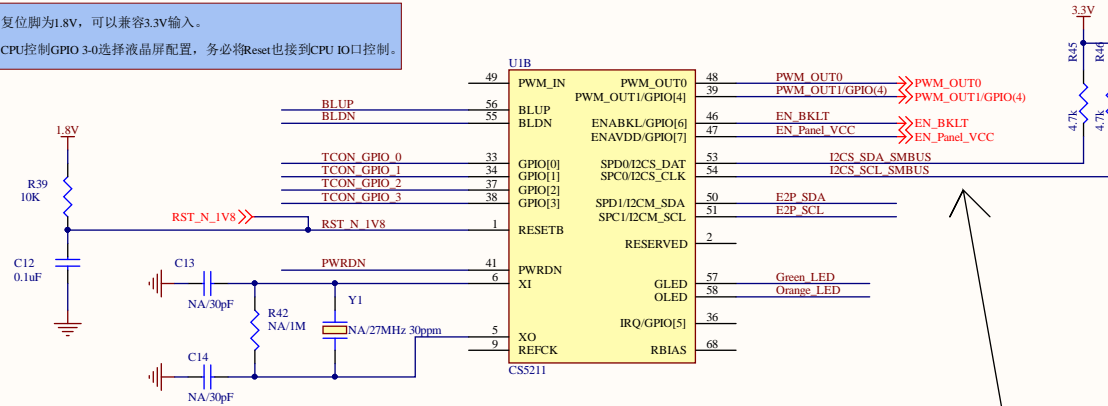 复位脚为1.8V，可以兼容3.3V输入。
CPU控制GPIO 3-0选择液晶屏配置，务必将Reset也接到CPU IO口控制。
3.3V
R45
R46
4.7k
4.7k
U1B
49 PWM_IN
56 BLUP
55 BLDN
33 GPIO[0]
34 GPIO[1]
37 GPIO[2]
38 GPIO[3]
1 RESETB
41 PWRDN
6 XI
5 XO
9 REFCK
PWM_OUT0 48
PWM_OUT1/GPIO[4] 39
ENABKL/GPIO[6] 46
ENAVDD/GPIO[7] 47
SPD0/I2CS_DAT 53
SPC0/I2CS_CLK 54
SPD1/I2CM_SDA 50
SPC1/I2CM_SCL 51
RESERVED 2
GLED 57
OLED 58
IRQ/GPIO[5] 36
RBIAS 68
CS5211
BLUP
BLDN
TCON_GPIO_0
TCON_GPIO_1
TCON_GPIO_2
TCON_GPIO_3
RST_N_1V8
RST_N_1V8
PWRDN
1.8V
R39
10K
C12
0.1uF
C13
NA/30pF
R42
NA/1M
Y1
NA/27MHz 30ppm
C14
NA/30pF
PWM_OUT0 PWM_OUT0
PWM_OUT1/GPIO(4) PWM_OUT1/GPIO(4)
EN_BKLT EN_BKLT
EN_Panel_VCC EN_Panel_VCC
I2CS_SDA_SMBUS
I2CS_SCL_SMBUS
E2P_SDA
E2P_SCL
Green_LED
Orange_LED